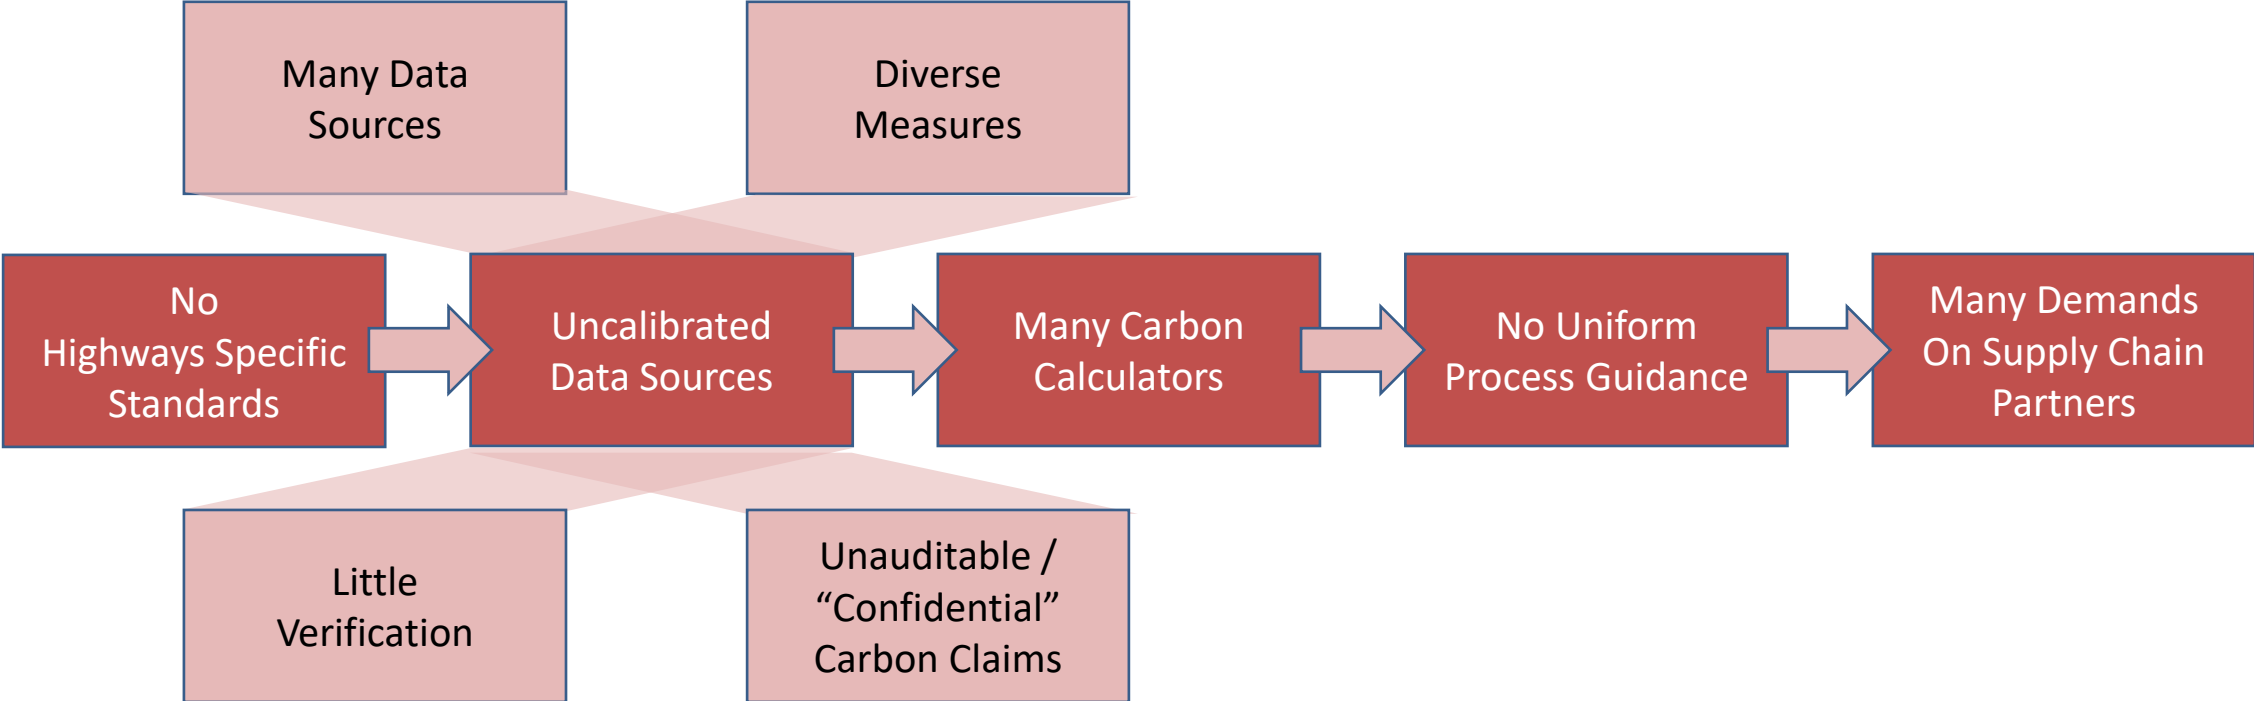 Many Data
Sources
Diverse
Measures
No
Highways Specific
Standards
Uncalibrated
Data Sources
Many Carbon
Calculators
No Uniform
Process Guidance
Many Demands
On Supply Chain
Partners
Little
Verification
Unauditable /
“Confidential”
Carbon Claims